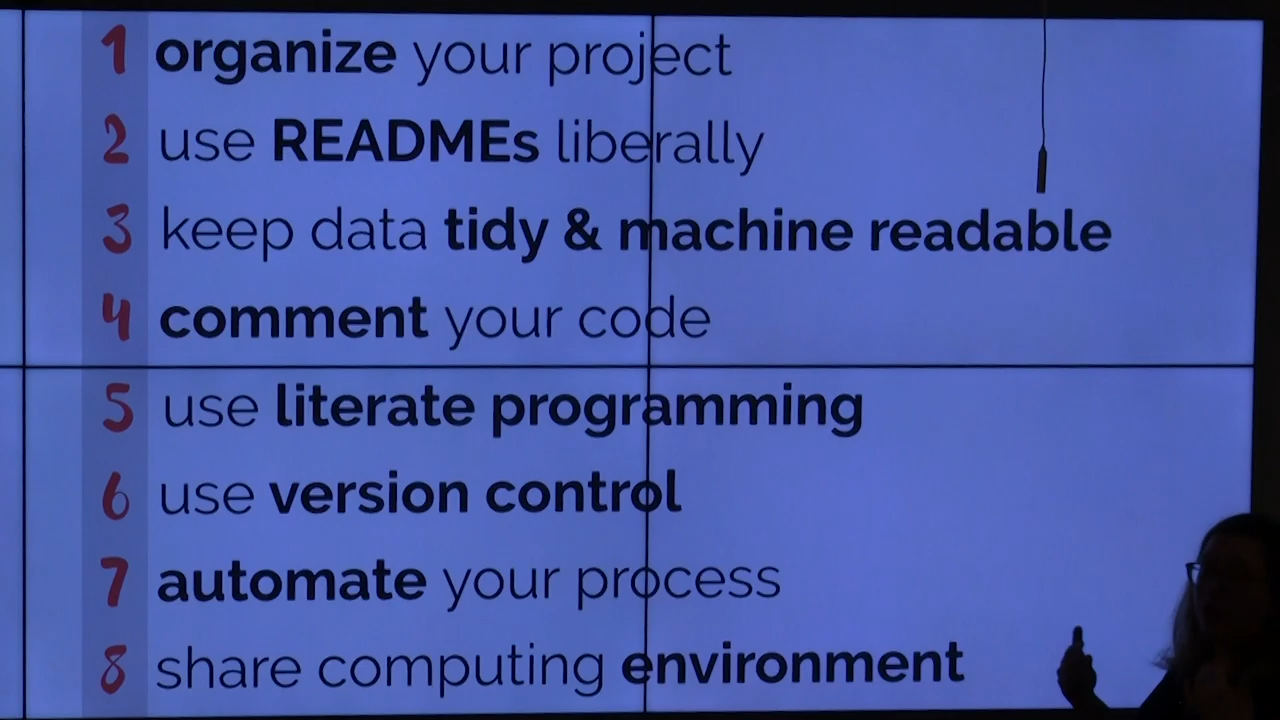 1 organize your project
2 use READMEs liberally
3 keep data tidy & machine readable
4 comment your code
5 use literate programming
6 use version control
7 automate your process
8 share computing environment